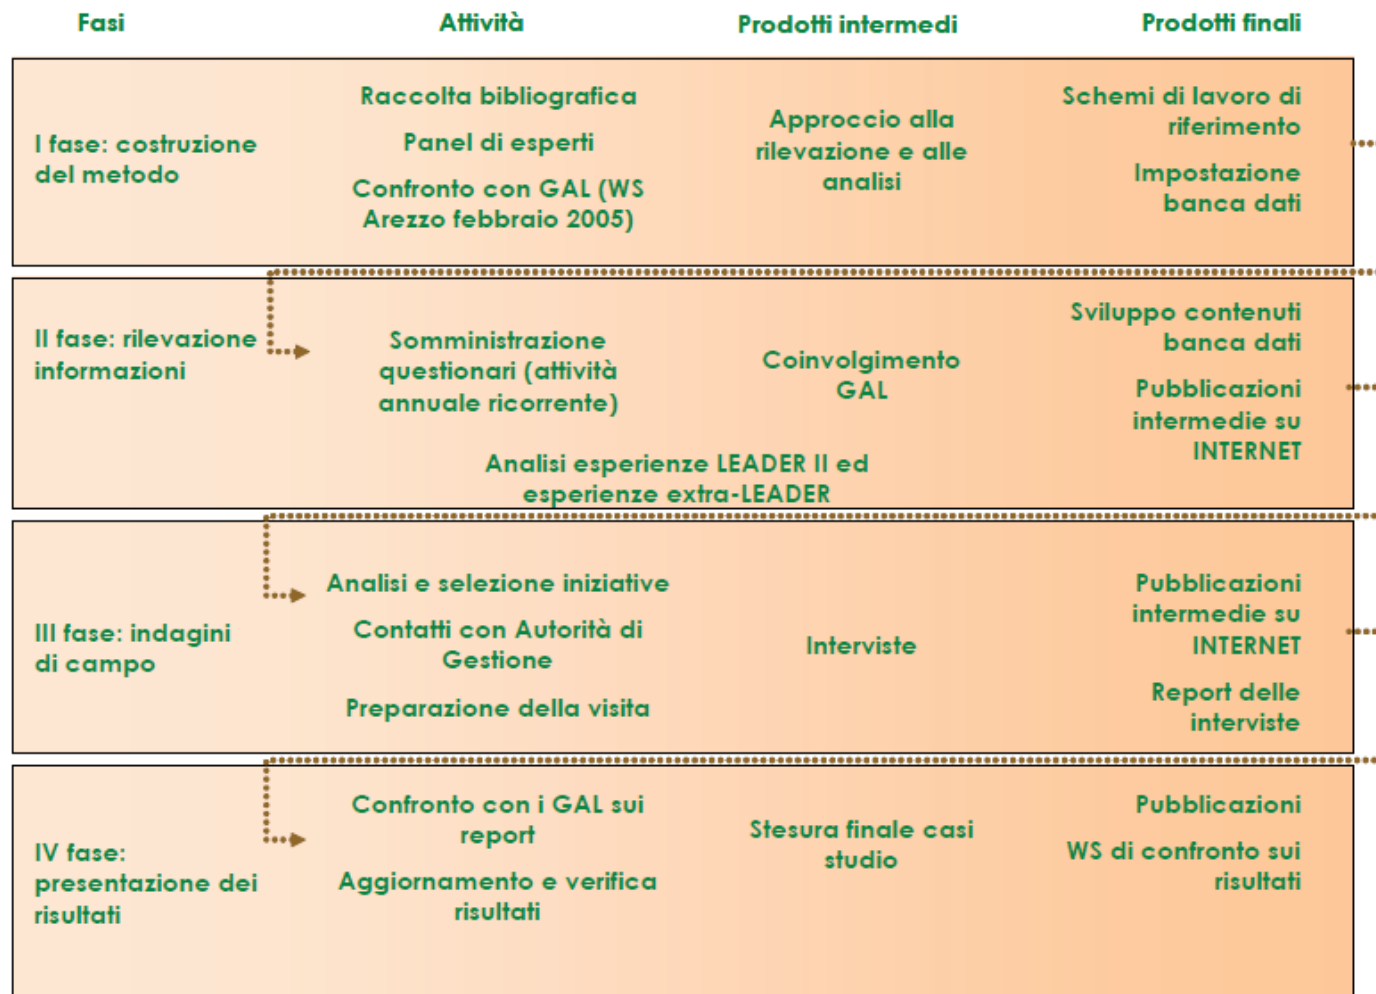 Fasi
Attività
Prodotti intermedi
Prodotti finali
I fase: costruzione
del metodo
Raccolta bibliografica
Panel di esperti
Confronto con GAL (WS
Arezzo febbraio 2005)
Approccio alla
rilevazione e alle
analisi
Schemi di lavoro di
riferimento
Impostazione
banca dati
II fase: rilevazione
informazioni
Somministrazione
questionari (attività
annuale ricorrente)
Analisi esperienze LEADER II ed
esperienze extra-LEADER
Coinvolgimento
GAL
Sviluppo contenuti
banca dati
Pubblicazioni
intermedie su
INTERNET
III fase: indagini
di campo
Analisi e selezione iniziative
Contatti con Autorità di
Gestione
Preparazione della visita
Interviste
Pubblicazioni
intermedie su
INTERNET
Report delle
interviste
IV fase:
presentazione dei
risultati
Confronto con i GAL sui
report
Aggiornamento e verifica
risultati
Stesura finale casi
studio
Pubblicazioni
WS di confronto sui
risultati